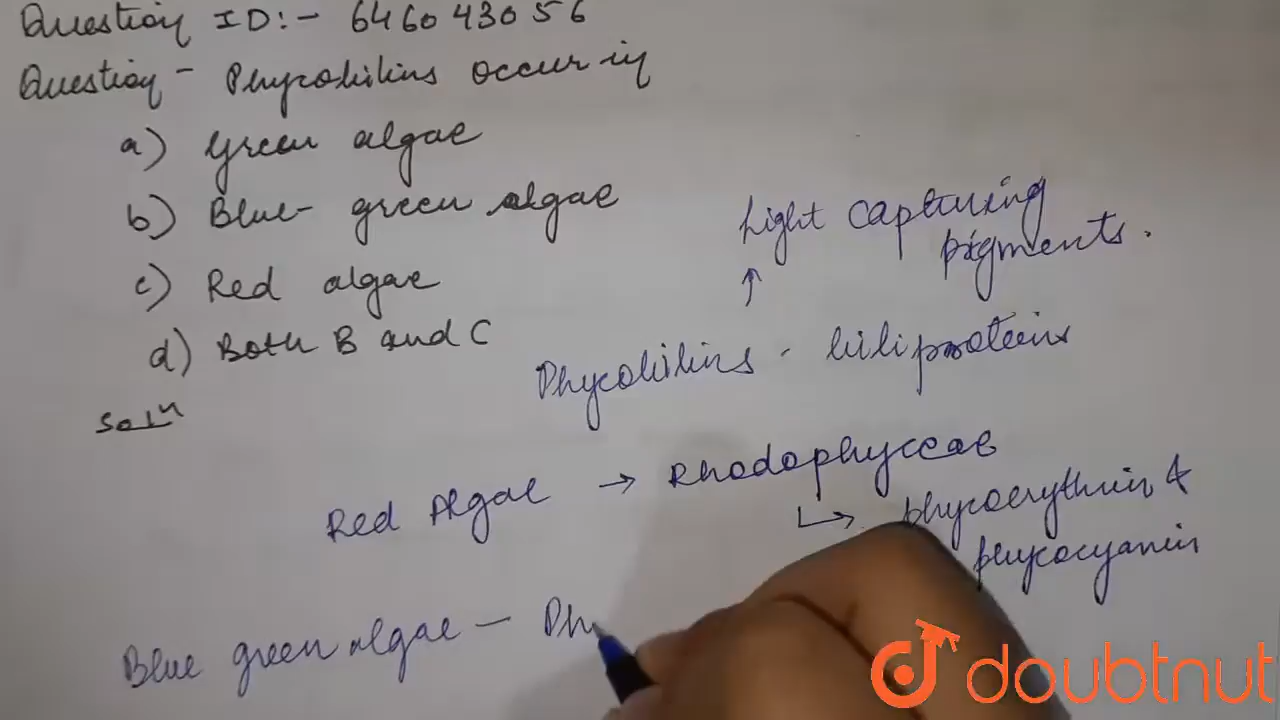 Question ID:- 646043056
Question - Phycobilins occur in
a) Green algae
b) Blue- green algae
c) Red algae
d) Both B and C
Soln
Light capturing
pigments.
↑
Phycobilins - biliproteins
Red Algae → Rhodophyceae
↳ phycoerythrin &
phycocyanin
Blue green algae - Ph
doubtnut